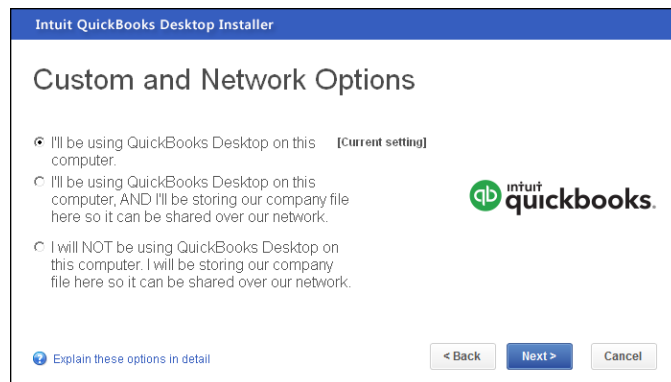 Intuit QuickBooks Desktop Installer
Custom and Network Options
I'll be using QuickBooks Desktop on this [Current setting]
computer.
I'll be using QuickBooks Desktop on this
computer, AND I'll be storing our company file
here so it can be shared over our network.
I will NOT be using QuickBooks Desktop on
this computer. I will be storing our company
file here so it can be shared over our network.
qb
intuit
quickbooks.
? Explain these options in detail
< Back Next > Cancel